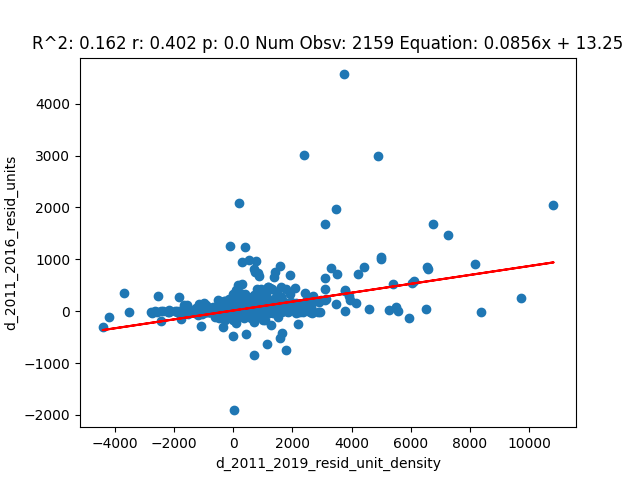 R^2: 0.162 r: 0.402 p: 0.0 Num Obsv: 2159 Equation: 0.0856x + 13.25
4000
3000
2000
1000
0
−1000
−2000
d_2011_2016_resid_units
−4000 −2000 0 2000 4000 6000 8000 10000
d_2011_2019_resid_unit_density